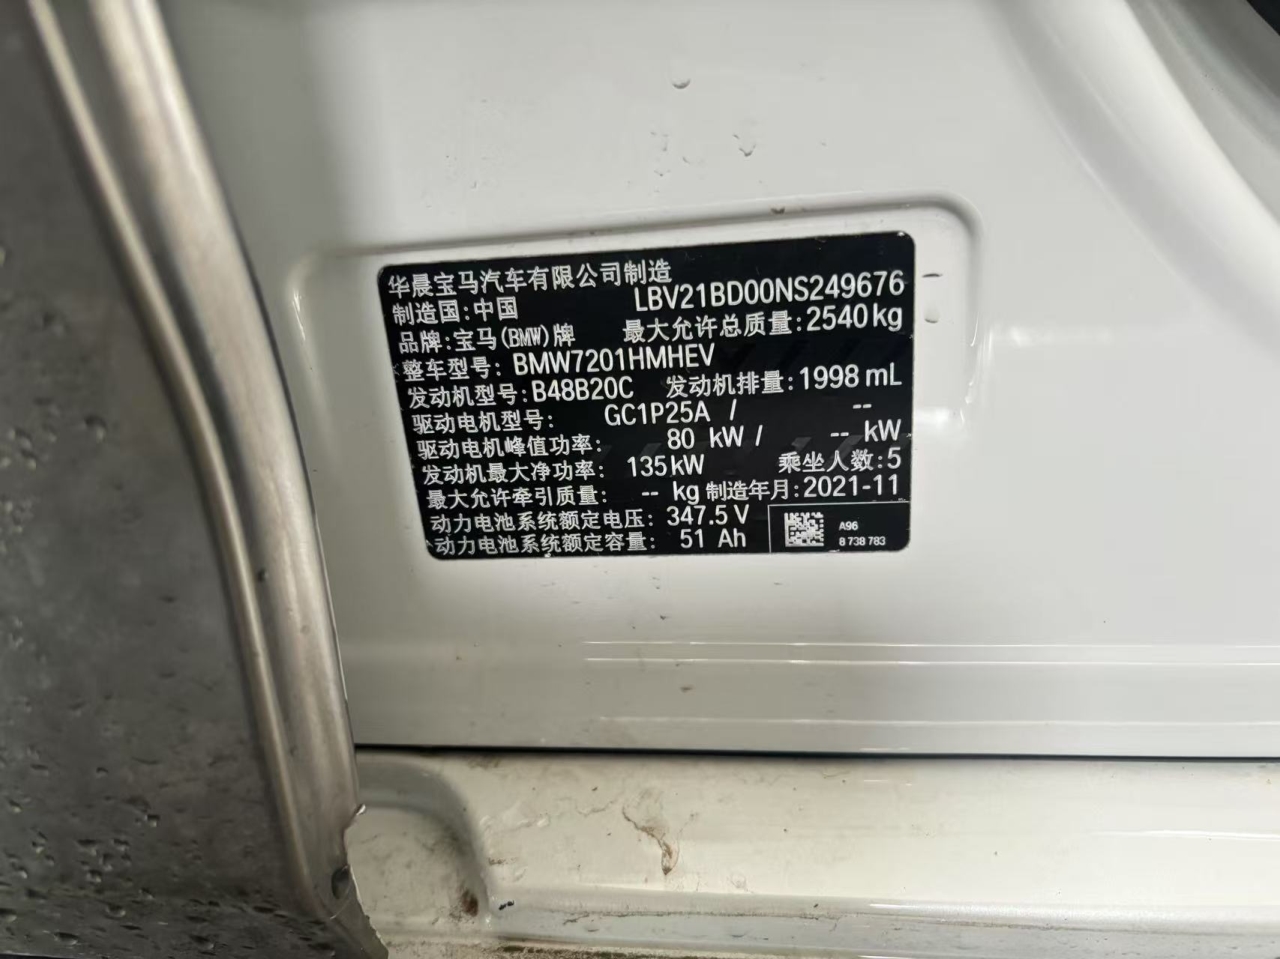 华晨宝马汽车有限公司制造
制造国:中国 LBV21BD00NS249676
品牌:宝马(BMW)牌 最大允许总质量:2540kg
整车型号: BMW7201HMHEV
发动机型号:B48B20C 发动机排量:1998 mL
驱动电机型号: GC1P25A / --
驱动电机峰值功率: 80 kW / -- kW
发动机最大净功率: 135kW 乘坐人数:5
最大允许牵引质量: -- kg 制造年月:2021-11
动力电池系统额定电压: 347.5 V
动力电池系统额定容量: 51 Ah
A96
8 738 783